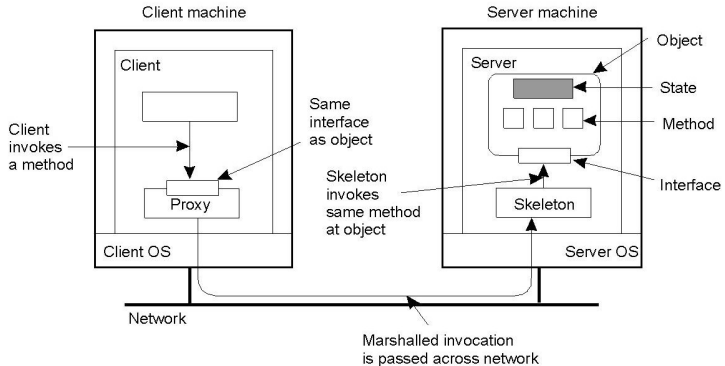 Client machine
Server machine
Object
Client
Server
State
Same
interface
as object
Client
invokes
a method
Method
Skeleton
invokes
same method
at object
Interface
Proxy
Skeleton
Client OS
Server OS
Network
Marshalled invocation
is passed across network